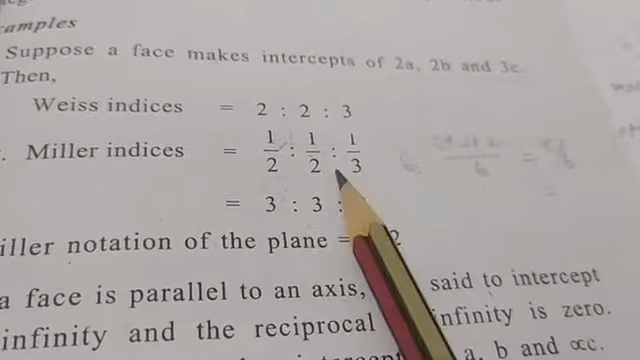 Suppose a face makes intercepts of 2a, 2b and 3c.
Then,
Weiss indices = 2 : 2 : 3
Miller indices = 1/2 : 1/2 : 1/3
= 3 : 3 :
notation of the plane = 2
a face is parallel to an axis, said to intercept
infinity and the reciprocal infinity is zero.
a, b and ∝c.